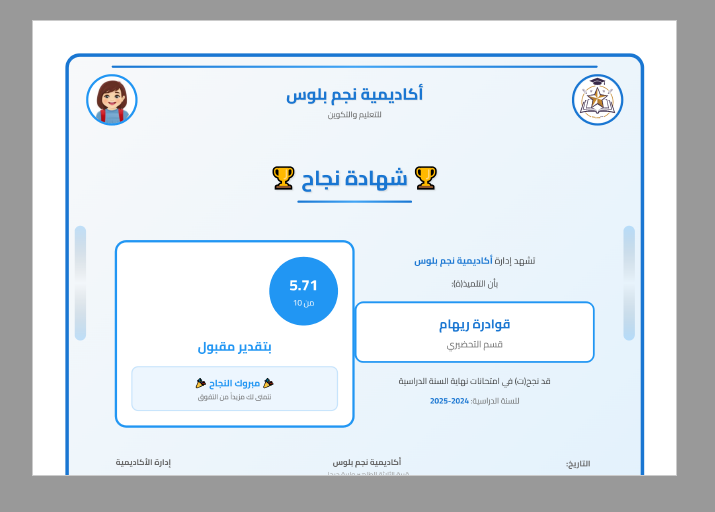 أكاديمية نجم بلوس
للتعليم والتكوين
شهادة نجاح
تشهد إدارة أكاديمية نجم بلوس
بأن التلميذ(ة):
قوادرة ريهام
قسم التحضيري
قد نجح(ت) في امتحانات نهاية السنة الدراسية
للسنة الدراسية: 2024-2025
5.71
من 10
بتقدير مقبول
مبروك النجاح
نتمنى لك مزيداً من التفوق
التاريخ:
أكاديمية نجم بلوس
إدارة الأكاديمية